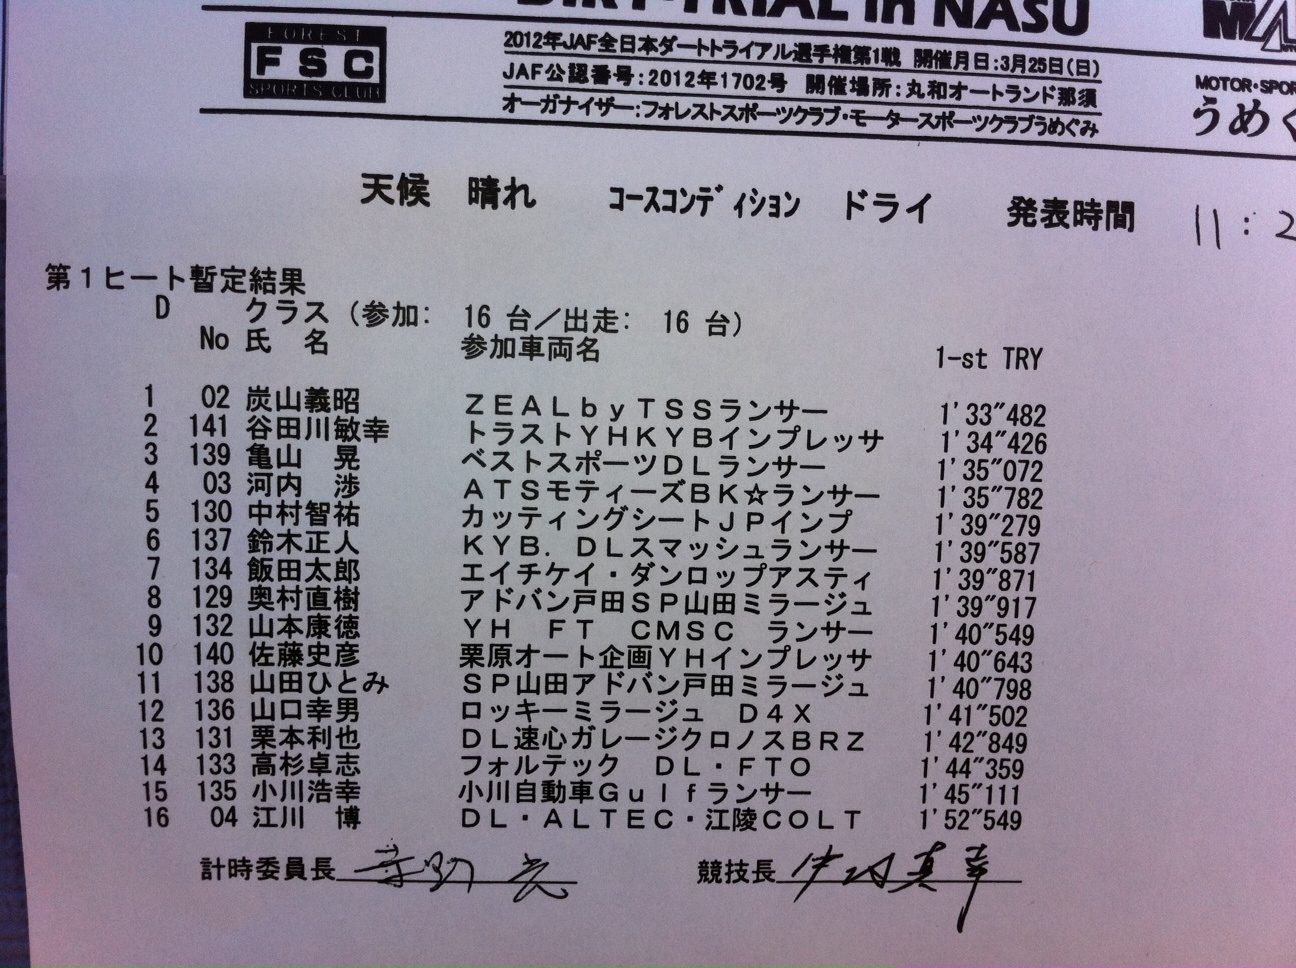 DIRT-TRIAL in NASU
FOREST
FSC
SPORTS CLUB
2012年JAF全日本ダートトライアル選手権第1戦 開催月日:3月25日(日)
JAF公認番号:2012年1702号 開催場所:丸和オートランド那須
オーガナイザー:フォレストスポーツクラブ・モータースポーツクラブうめぐみ
MOTOR・SPOR
うめぐ
天候 晴れ コースコンディション ドライ 発表時間 11:2
第1ヒート暫定結果
D クラス (参加: 16 台/出走: 16 台)
No 氏 名 参加車両名 1-st TRY
1 02 炭山義昭 ZEALbyTSSランサー 1'33"482
2 141 谷田川敏幸 トラストYHKYBインプレッサ 1'34"426
3 139 亀山 晃 ベストスポーツDLランサー 1'35"072
4 03 河内 渉 ATSモティーズBK☆ランサー 1'35"782
5 130 中村智祐 カッティングシートJPインプ 1'39"279
6 137 鈴木正人 KYB. DLスマッシュランサー 1'39"587
7 134 飯田太郎 エイチケイ・ダンロップアスティ 1'39"871
8 129 奥村直樹 アドバン戸田SP山田ミラージュ 1'39"917
9 132 山本康徳 YH FT CMSC ランサー 1'40"549
10 140 佐藤史彦 栗原オート企画YHインプレッサ 1'40"643
11 138 山田ひとみ SP山田アドバン戸田ミラージュ 1'40"798
12 136 山口幸男 ロッキーミラージュ D4X 1'41"502
13 131 栗本利也 DL速心ガレージクロノスBRZ 1'42"849
14 133 高杉卓志 フォルテック DL・FTO 1'44"359
15 135 小川浩幸 小川自動車Gulfランサー 1'45"111
16 04 江川 博 DL・ALTEC・江陵COLT 1'52"549
計時委員長 競技長